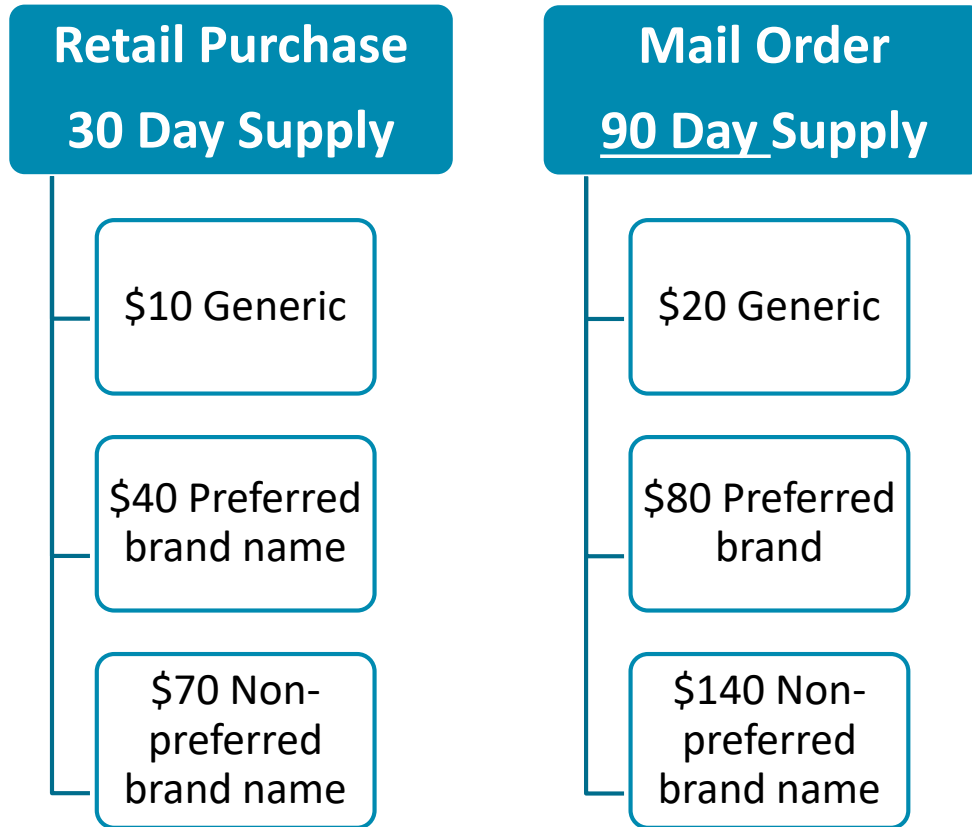 Retail Purchase
30 Day Supply
$10 Generic
$40 Preferred
brand name
$70 Non-
preferred
brand name
Mail Order
90 Day Supply
$20 Generic
$80 Preferred
brand
$140 Non-
preferred
brand name